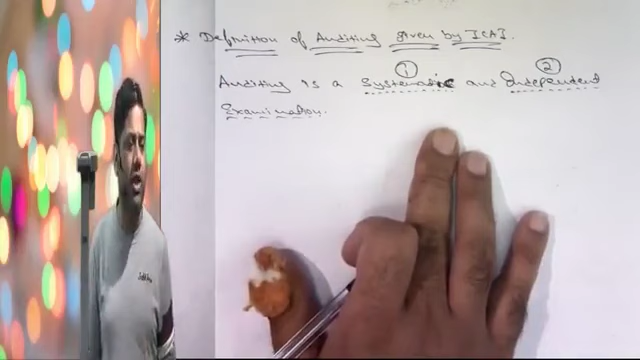 * Definition of Auditing given by ICAI.
① ②
Auditing is a Systematic and Independent
Examination.